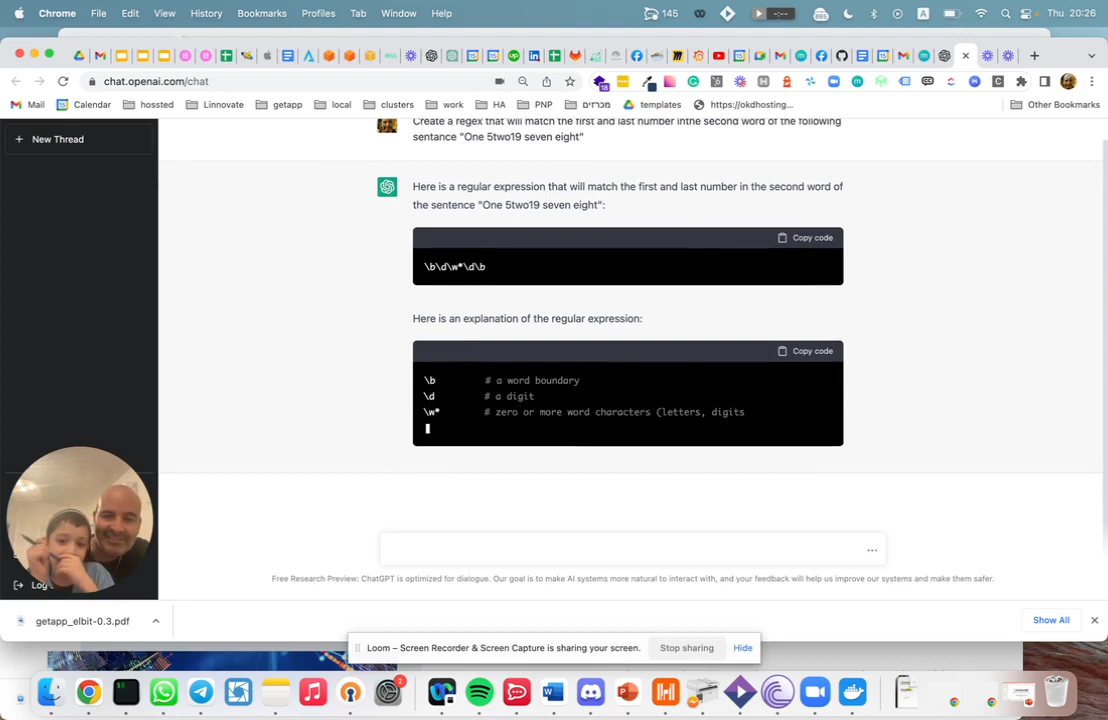 Chrome File Edit View History Bookmarks Profiles Tab Window Help 145 -:-- 865 A Thu 20:26
chat.openai.com/chat 18
Mail Calendar hossted Linnovate getapp local clusters work HA PNP מכרזים templates https://okdhosting... Other Bookmarks
New Thread
Create a regex that will match the first and last number inthe second word of the following
sentence "One 5two19 seven eight"
Here is a regular expression that will match the first and last number in the second word of
the sentence "One 5two19 seven eight":
Copy code
\b\d\w*\d\b
Here is an explanation of the regular expression:
Copy code
\b # a word boundary
\d # a digit
\w* # zero or more word characters (letters, digits
...
Log
Free Research Preview: ChatGPT is optimized for dialogue. Our goal is to make AI systems more natural to interact with, and your feedback will help us improve our systems and make them safer.
getapp_elbit-0.3.pdf Show All
Loom – Screen Recorder & Screen Capture is sharing your screen. Stop sharing Hide
2